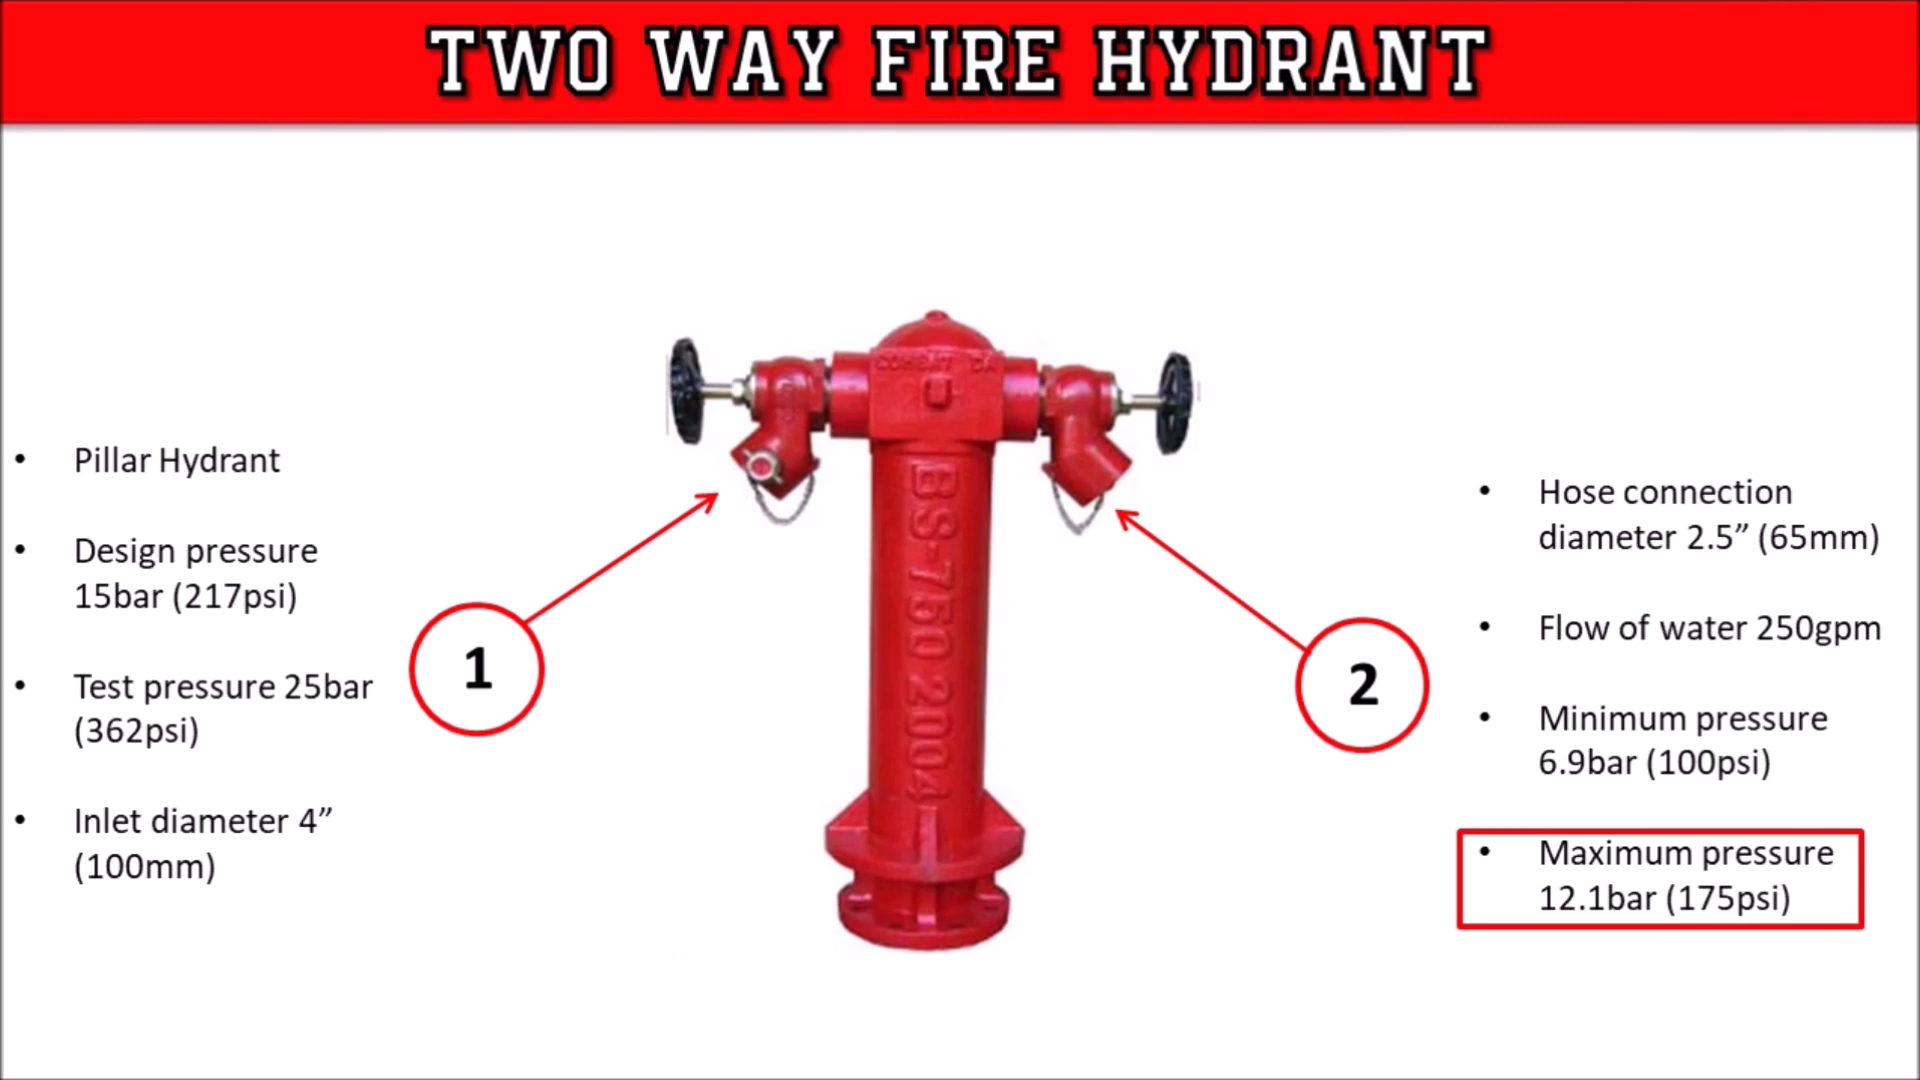 TWO WAY FIRE HYDRANT
• Pillar Hydrant
• Design pressure
15bar (217psi)
• Test pressure 25bar
(362psi)
• Inlet diameter 4”
(100mm)
1
BS-750 2004
2
• Hose connection
diameter 2.5” (65mm)
• Flow of water 250gpm
• Minimum pressure
6.9bar (100psi)
• Maximum pressure
12.1bar (175psi)